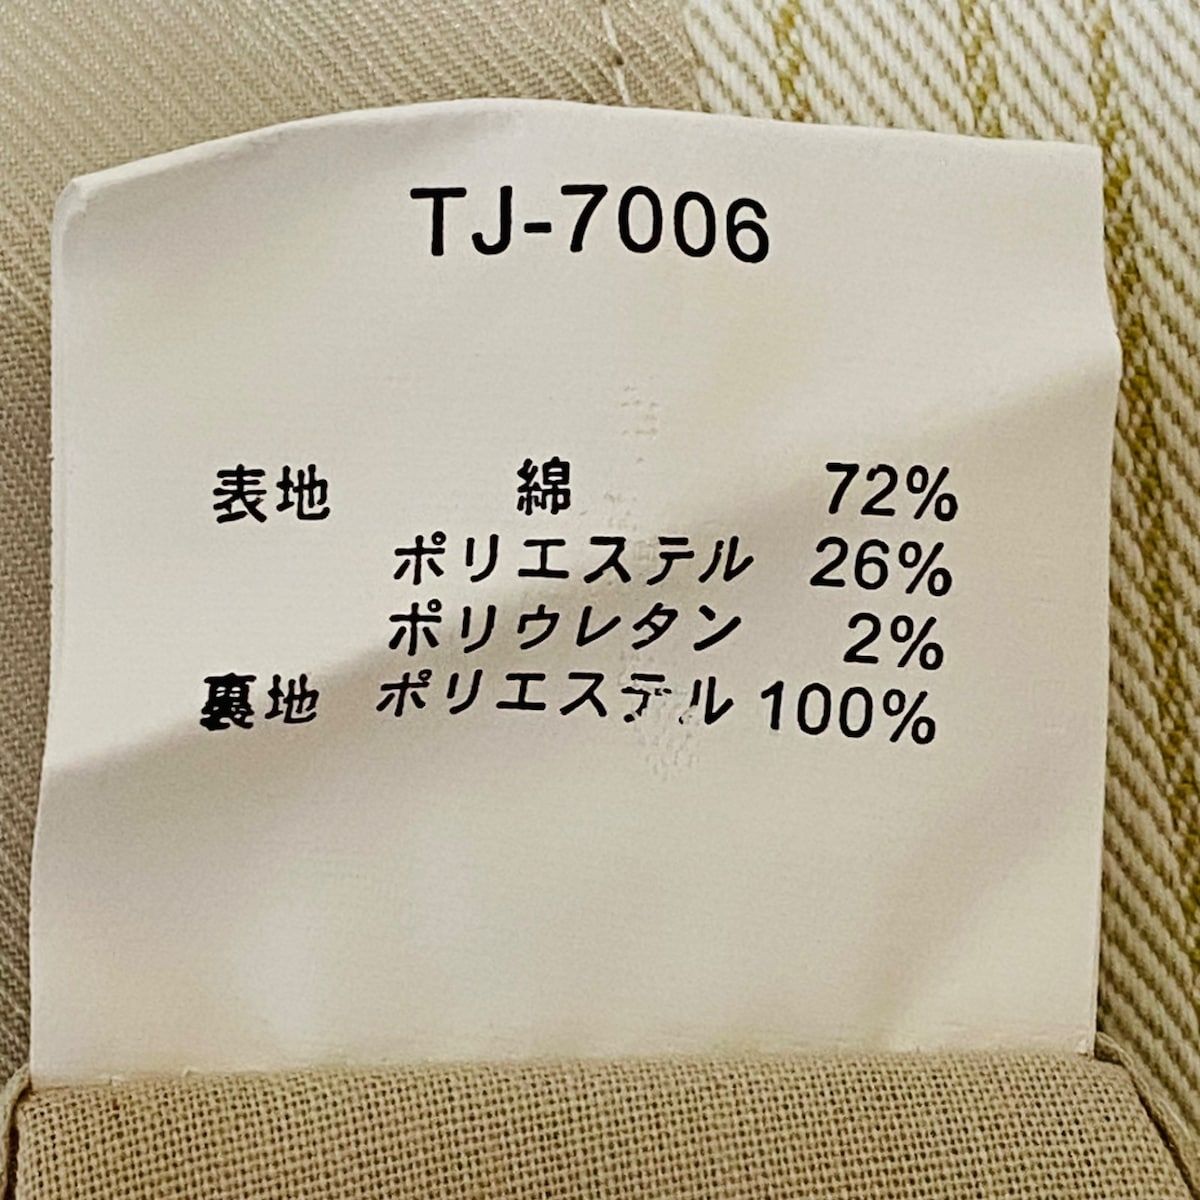 TJ-7006
表地 綿 72%
ポリエステル 26%
ポリウレタン 2%
裏地 ポリエステル 100%